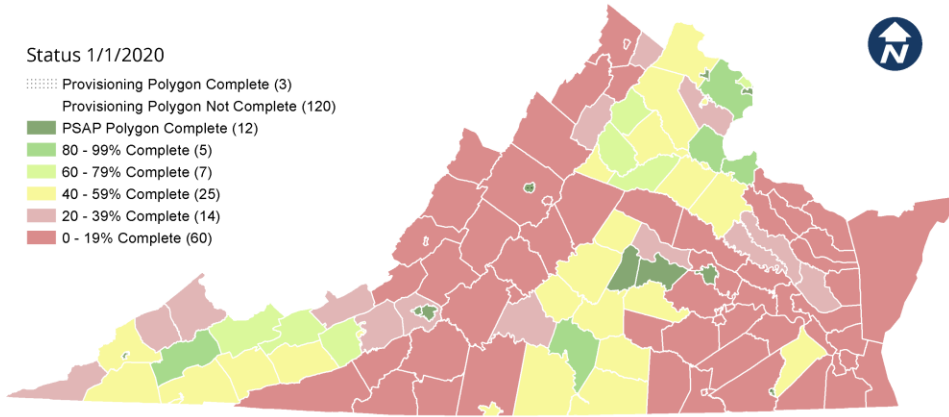 Status 1/1/2020
Provisioning Polygon Complete (3)
Provisioning Polygon Not Complete (120)
PSAP Polygon Complete (12)
80 - 99% Complete (5)
60 - 79% Complete (7)
40 - 59% Complete (25)
20 - 39% Complete (14)
0 - 19% Complete (60)
N